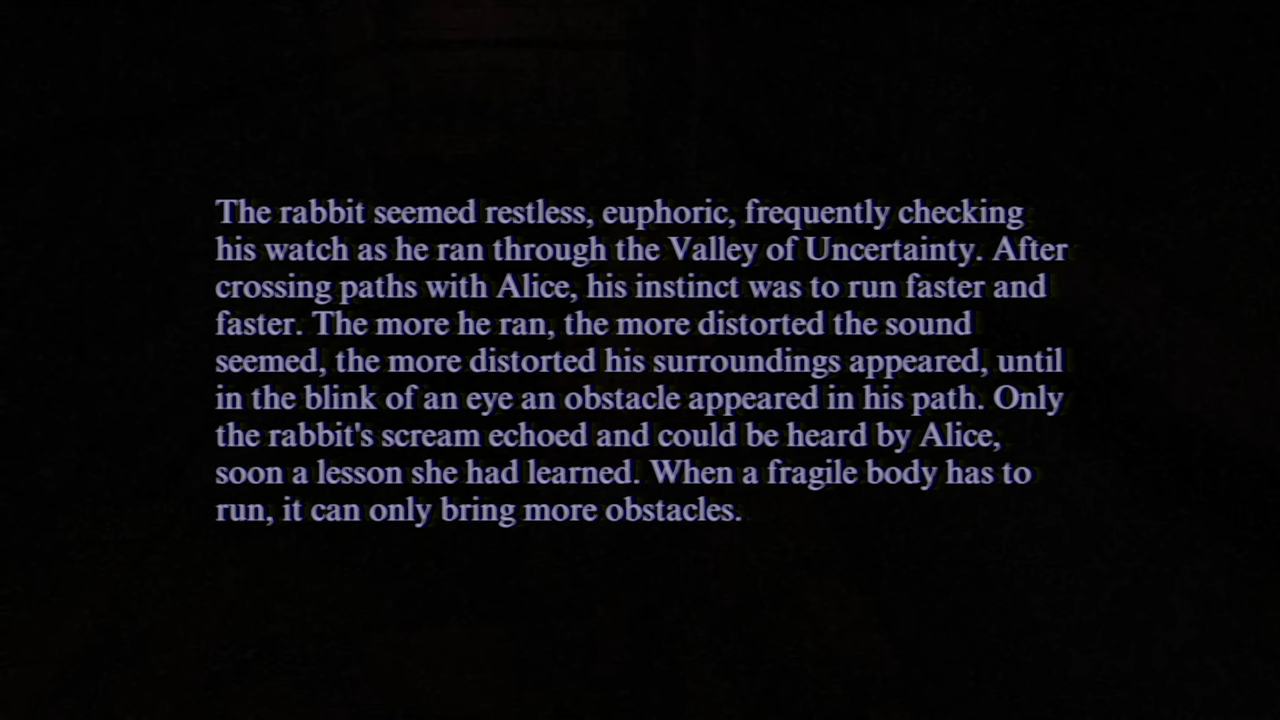 The rabbit seemed restless, euphoric, frequently checking
his watch as he ran through the Valley of Uncertainty. After
crossing paths with Alice, his instinct was to run faster and
faster. The more he ran, the more distorted the sound
seemed, the more distorted his surroundings appeared, until
in the blink of an eye an obstacle appeared in his path. Only
the rabbit's scream echoed and could be heard by Alice,
soon a lesson she had learned. When a fragile body has to
run, it can only bring more obstacles.